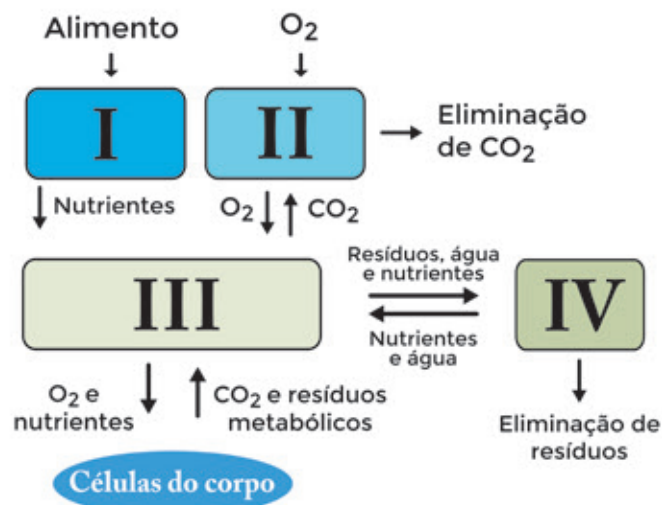 Alimento
O₂
I
II
Eliminação
de CO₂
Nutrientes
O₂
CO₂
III
Resíduos, água
e nutrientes
Nutrientes
e água
IV
O₂ e
nutrientes
CO₂ e resíduos
metabólicos
Eliminação de
resíduos
Células do corpo